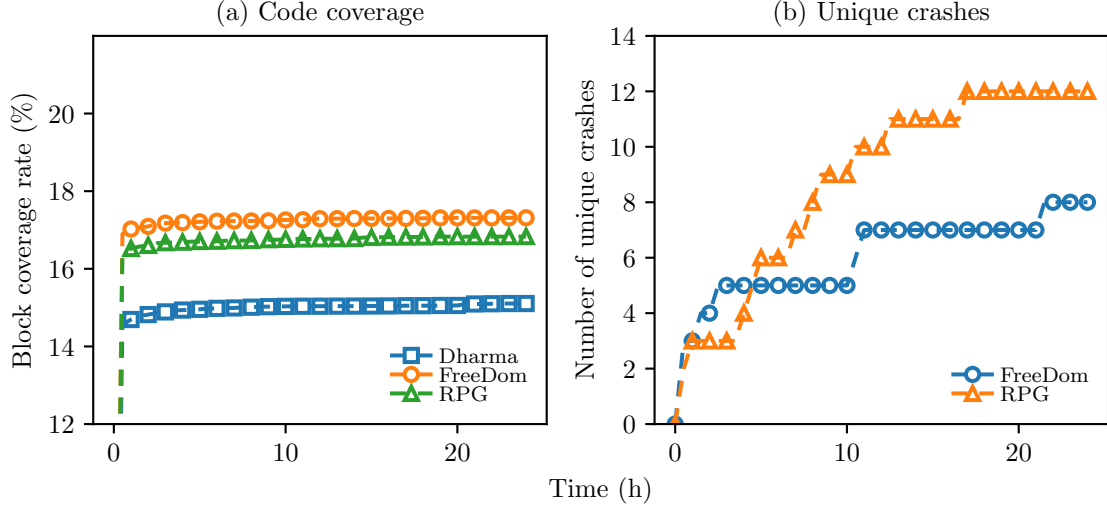 (a) Code coverage
Block coverage rate (%)
20
18
16
14
12
0
10
20
Dharma
FreeDom
RPG
(b) Unique crashes
Number of unique crashes
14
12
10
8
6
4
2
0
0
10
20
FreeDom
RPG
Time (h)